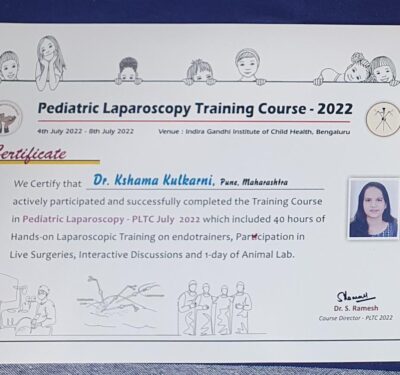 Pediatric Laparoscopy Training Course - 2022
4th July 2022 - 8th July 2022 Venue : Indira Gandhi Institute of Child Health, Bengaluru
Certificate
We Certify that Dr. Kshama Kulkarni, Pune, Maharashtra
actively participated and successfully completed the Training Course
in Pediatric Laparoscopy - PLTC July 2022 which included 40 hours of
Hands-on Laparoscopic Training on endotrainers, Participation in
Live Surgeries, Interactive Discussions and 1-day of Animal Lab.
Dr. S. Ramesh
Course Director - PLTC 2022